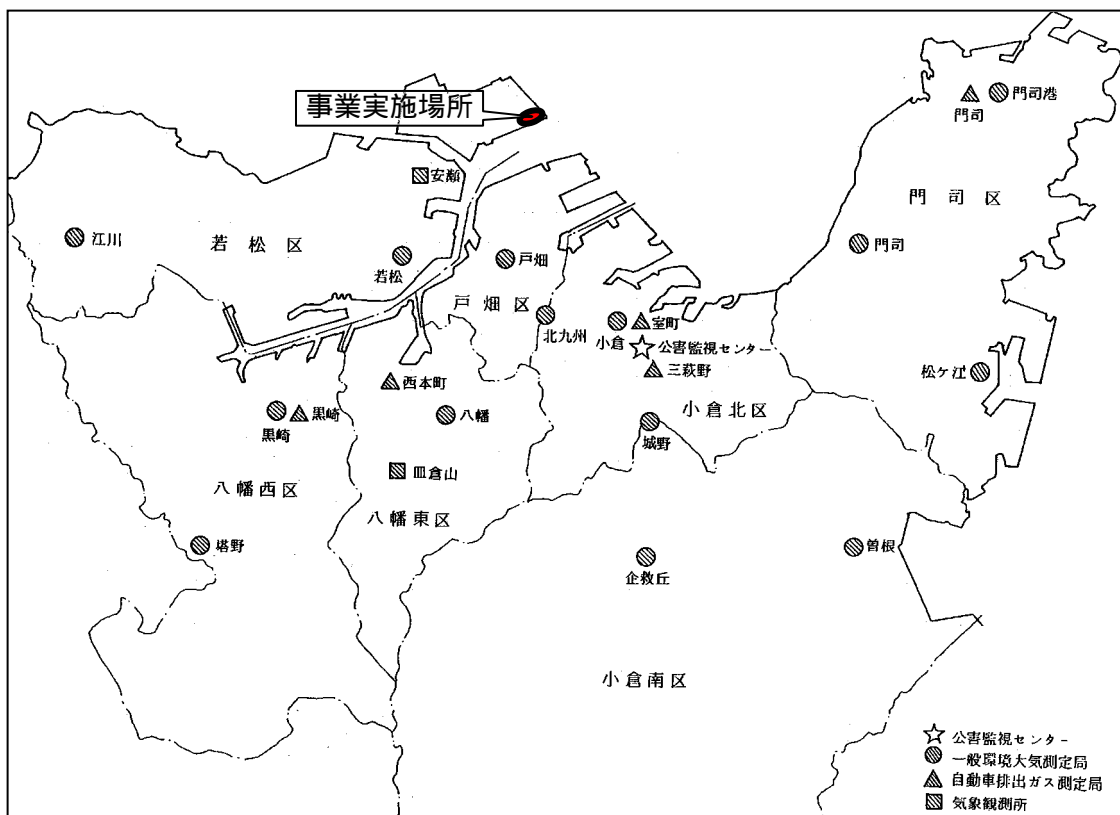 事業実施場所
門司
門司港
安瀬
門司区
江川
若松区
若松
戸畑
門司
戸畑区
北九州
小倉
室町
公害監視センター
三萩野
松ケ江
西本町
小倉北区
黒崎
黒崎
八幡
城野
皿倉山
八幡西区
八幡東区
塔野
企救丘
曽根
小倉南区
公害監視センター
一般環境大気測定局
自動車排出ガス測定局
気象観測所